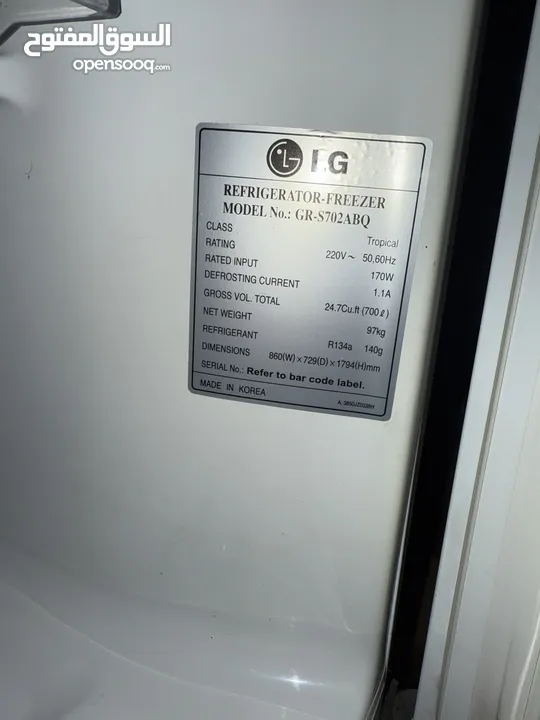 السوق المفتوح
opensooq.com
LG
REFRIGERATOR-FREEZER
MODEL No.: GR-S702ABQ
CLASS Tropical
RATING 220V~ 50,60Hz
RATED INPUT 170W
DEFROSTING CURRENT 1.1A
GROSS VOL. TOTAL 24.7Cu.ft (700ℓ)
NET WEIGHT 97kg
REFRIGERANT R134a 140g
DIMENSIONS 860(W)×729(D)×1794(H)mm
SERIAL No.: Refer to bar code label.
MADE IN KOREA